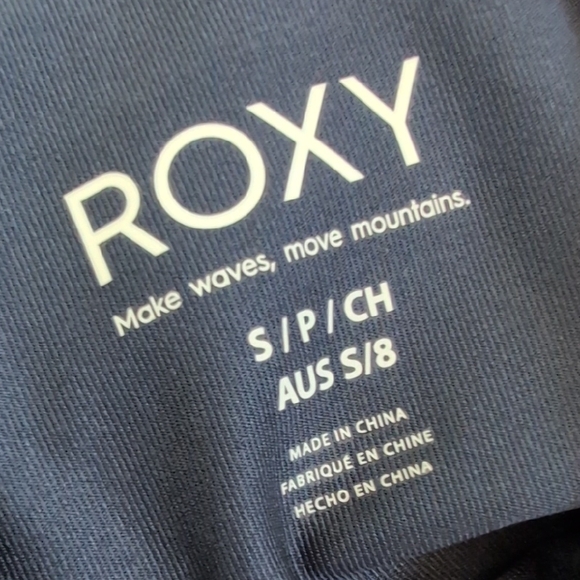 ROXY
Make waves, move mountains.
S / P / CH
AUS S/8
MADE IN CHINA
FABRIQUÉ EN CHINE
HECHO EN CHINA